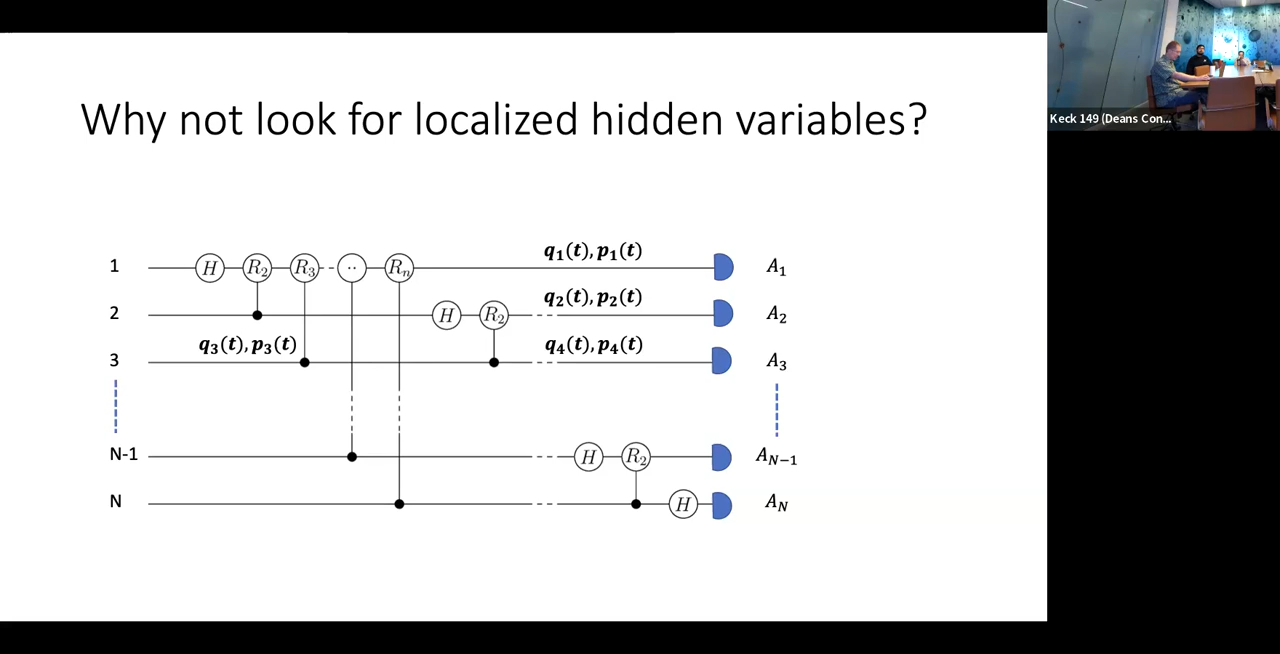 Why not look for localized hidden variables?
Keck 149 (Deans Con...
1 H R₂ R₃ ·· Rₙ q₁(t), p₁(t) A₁
2 H R₂ q₂(t), p₂(t) A₂
3 q₃(t), p₃(t) q₄(t), p₄(t) A₃
N-1 H R₂ A_{N−1}
N H A_N